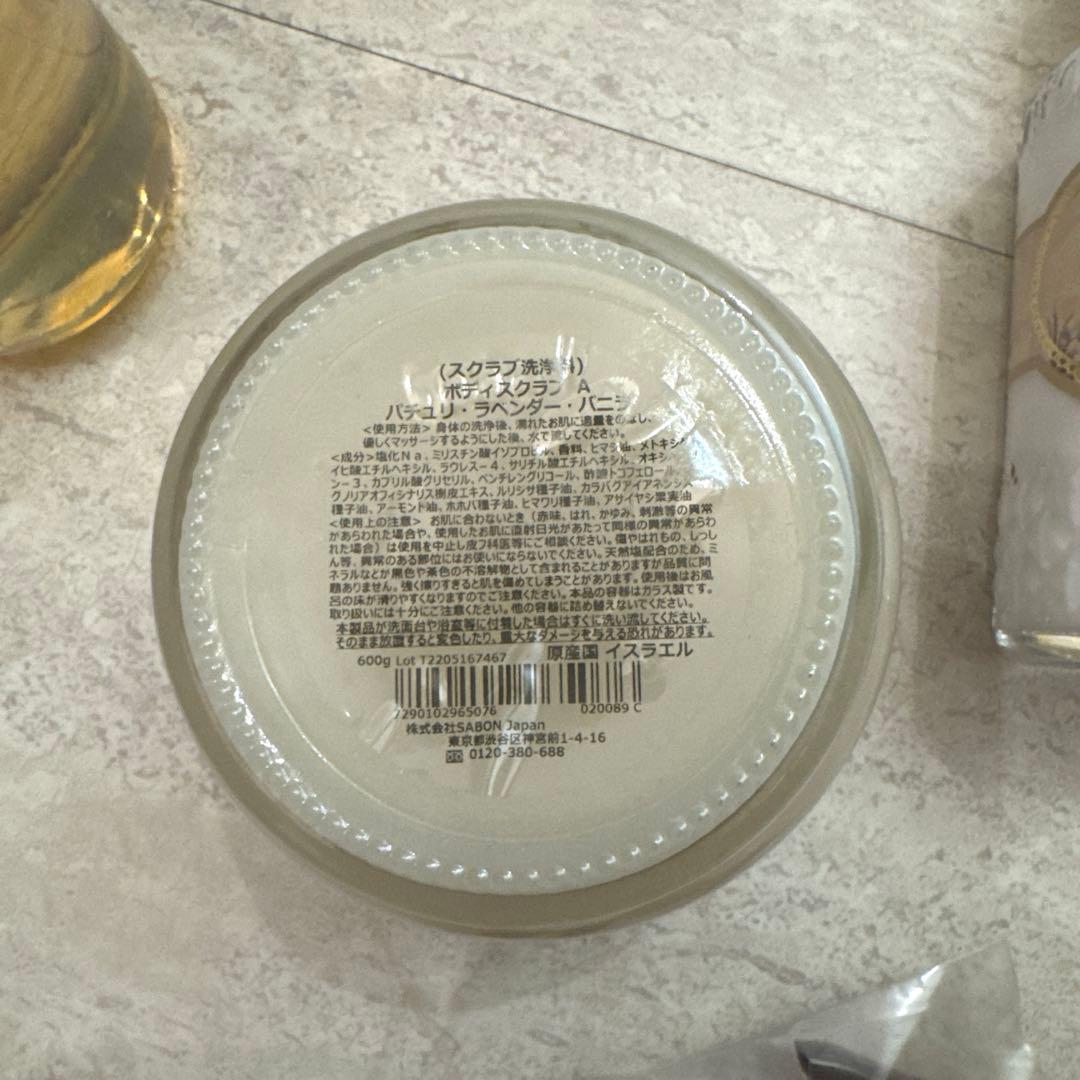 (スクラブ洗浄料)
ボディスクラブ A
パチュリ・ラベンダー・バニラ
<使用方法> 身体の洗浄後、濡れたお肌に適量をのばし、
優しくマッサージするようにした後、水で流してください。
<成分>塩化Na、ミリスチン酸イソプロピル、香料、ヒマシ油、メトキシケ
イヒ酸エチルヘキシル、ラウレス-4、サリチル酸エチルヘキシル、オキシ
ン-3、カプリル酸グリセリル、ペンチレングリコール、酢酸トコフェロール、
クノリアオフィシナリス樹皮エキス、ルリジサ種子油、カラパグアイアネンシス
種子油、アーモンド油、ホホバ種子油、ヒマワリ種子油、アサイヤシ果実油
<使用上の注意> お肌に合わないとき(赤味、はれ、かゆみ、刺激等の異常
があらわれた場合や、使用したお肌に直射日光があたって同様の異常があらわ
れた場合)は使用を中止し皮フ科医等にご相談ください。傷やはれもの、しっし
ん等、異常のある部位にはお使いにならないでください。天然塩配合のため、ミ
ネラルなどが黒色や茶色の不溶解物として含まれることがありますが品質に問
題ありません。強く擦りすぎると肌を傷めてしまうことがあります。使用後はお風
呂の床が滑りやすくなりますのでご注意ください。本品の容器はガラス製です。
取り扱いには十分にご注意ください。他の容器に詰め替えないでください。
本製品が洗面台や浴室等に付着した場合はすぐに洗い流してください。
そのまま放置すると変色したり、重大なダメージを与える恐れがあります。
600g Lot T2205167467 原産国 イスラエル
7290102965076 020089 C
株式会社SABON Japan
東京都渋谷区神宮前1-4-16
0120-380-688